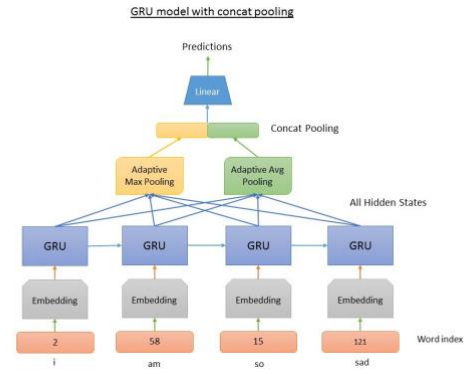 GRU model with concat pooling
Predictions
Linear
Concat Pooling
Adaptive
Max Pooling
Adaptive Avg
Pooling
All Hidden States
GRU GRU GRU GRU
Embedding Embedding Embedding Embedding
2 58 15 121 Word index
i am so sad